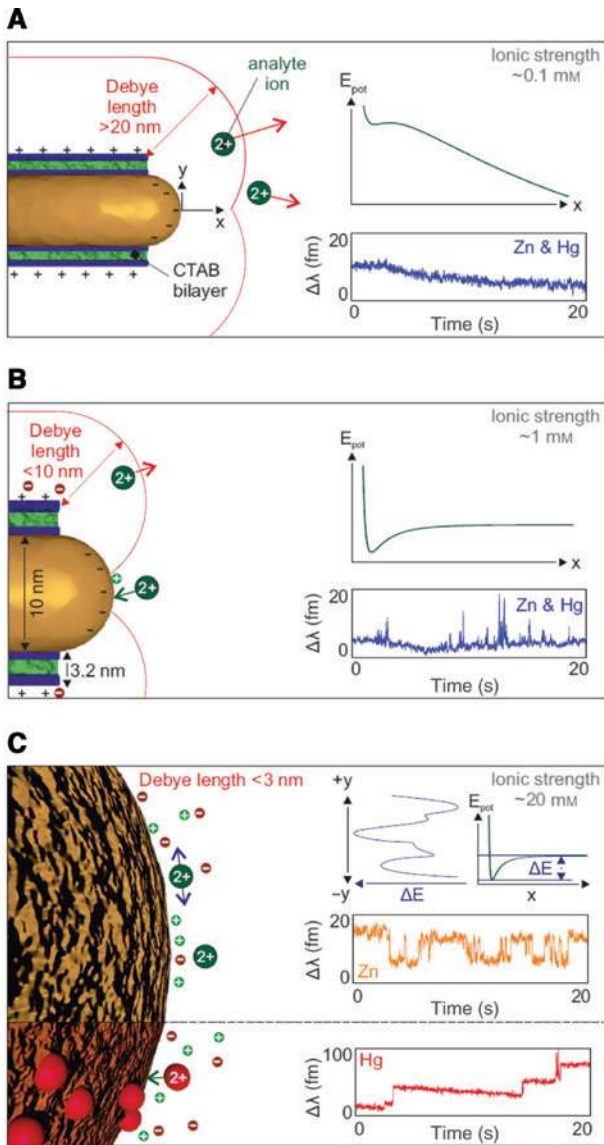 A
Debye
length
>20 nm
analyte
ion
2+
2+
y
x
CTAB
bilayer
Ionic strength
~0.1 mM
E_pot
x
Δλ (fm)
20
0
Zn & Hg
0
20
Time (s)
B
Debye
length
<10 nm
2+
2+
10 nm
3.2 nm
Ionic strength
~1 mM
E_pot
x
Δλ (fm)
20
0
Zn & Hg
0
20
Time (s)
C
Debye length <3 nm
2+
2+
2+
+y
−y
ΔE
Ionic strength
~20 mM
E_pot
ΔE
x
Δλ (fm)
20
0
Zn
0
20
Time (s)
Δλ (fm)
100
0
Hg
0
20
Time (s)